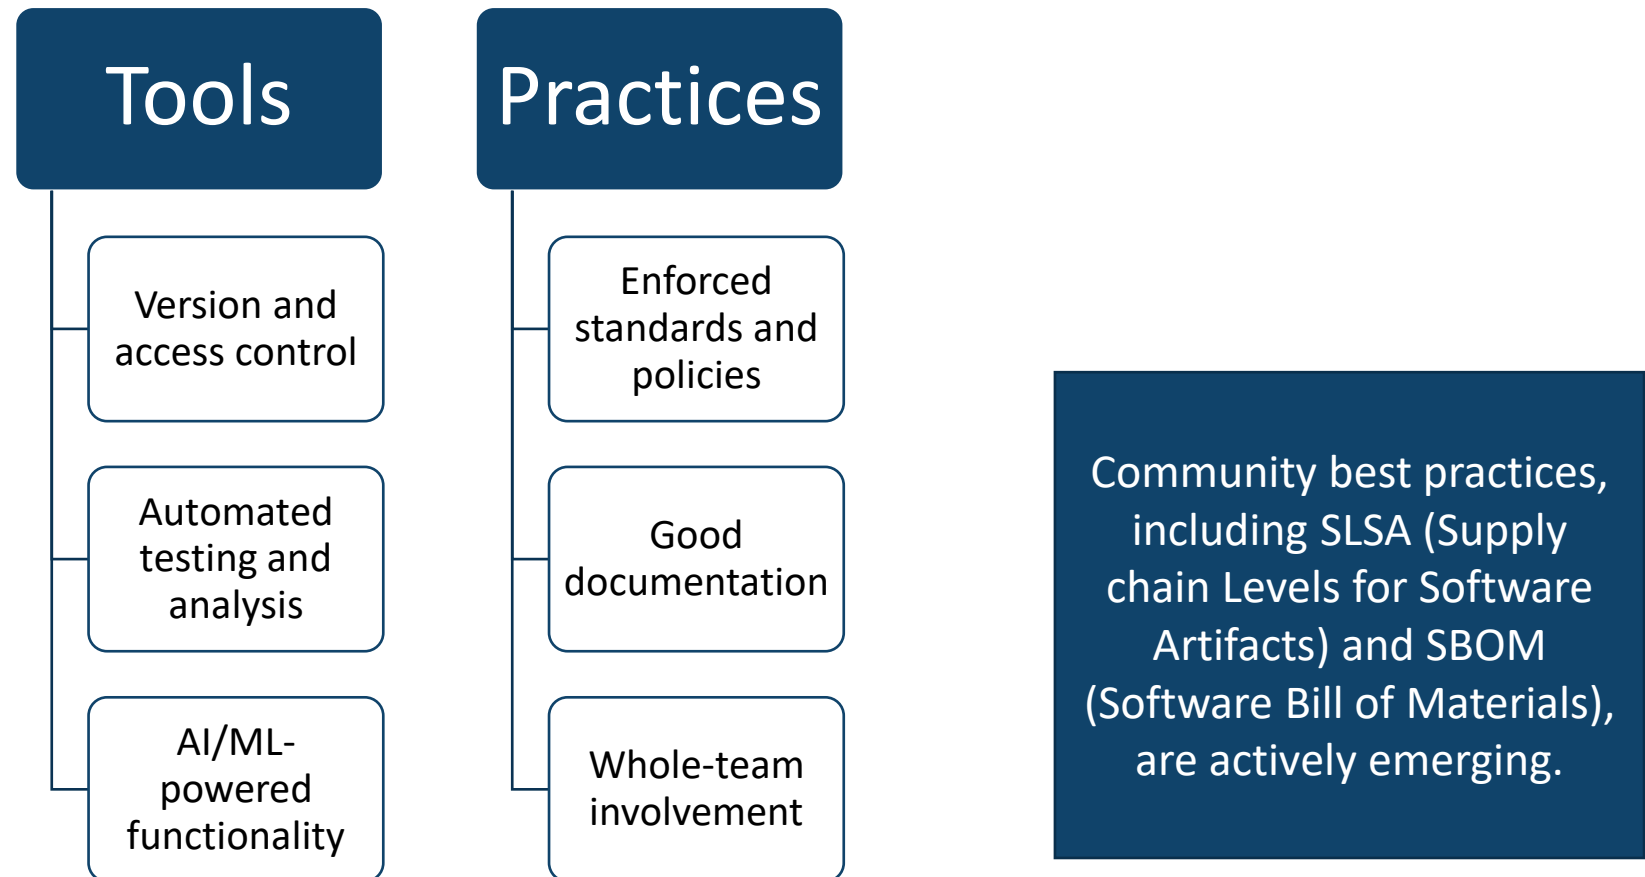 Tools
Version and
access control
Automated
testing and
analysis
AI/ML-
powered
functionality
Practices
Enforced
standards and
policies
Good
documentation
Whole-team
involvement
Community best practices,
including SLSA (Supply
chain Levels for Software
Artifacts) and SBOM
(Software Bill of Materials),
are actively emerging.